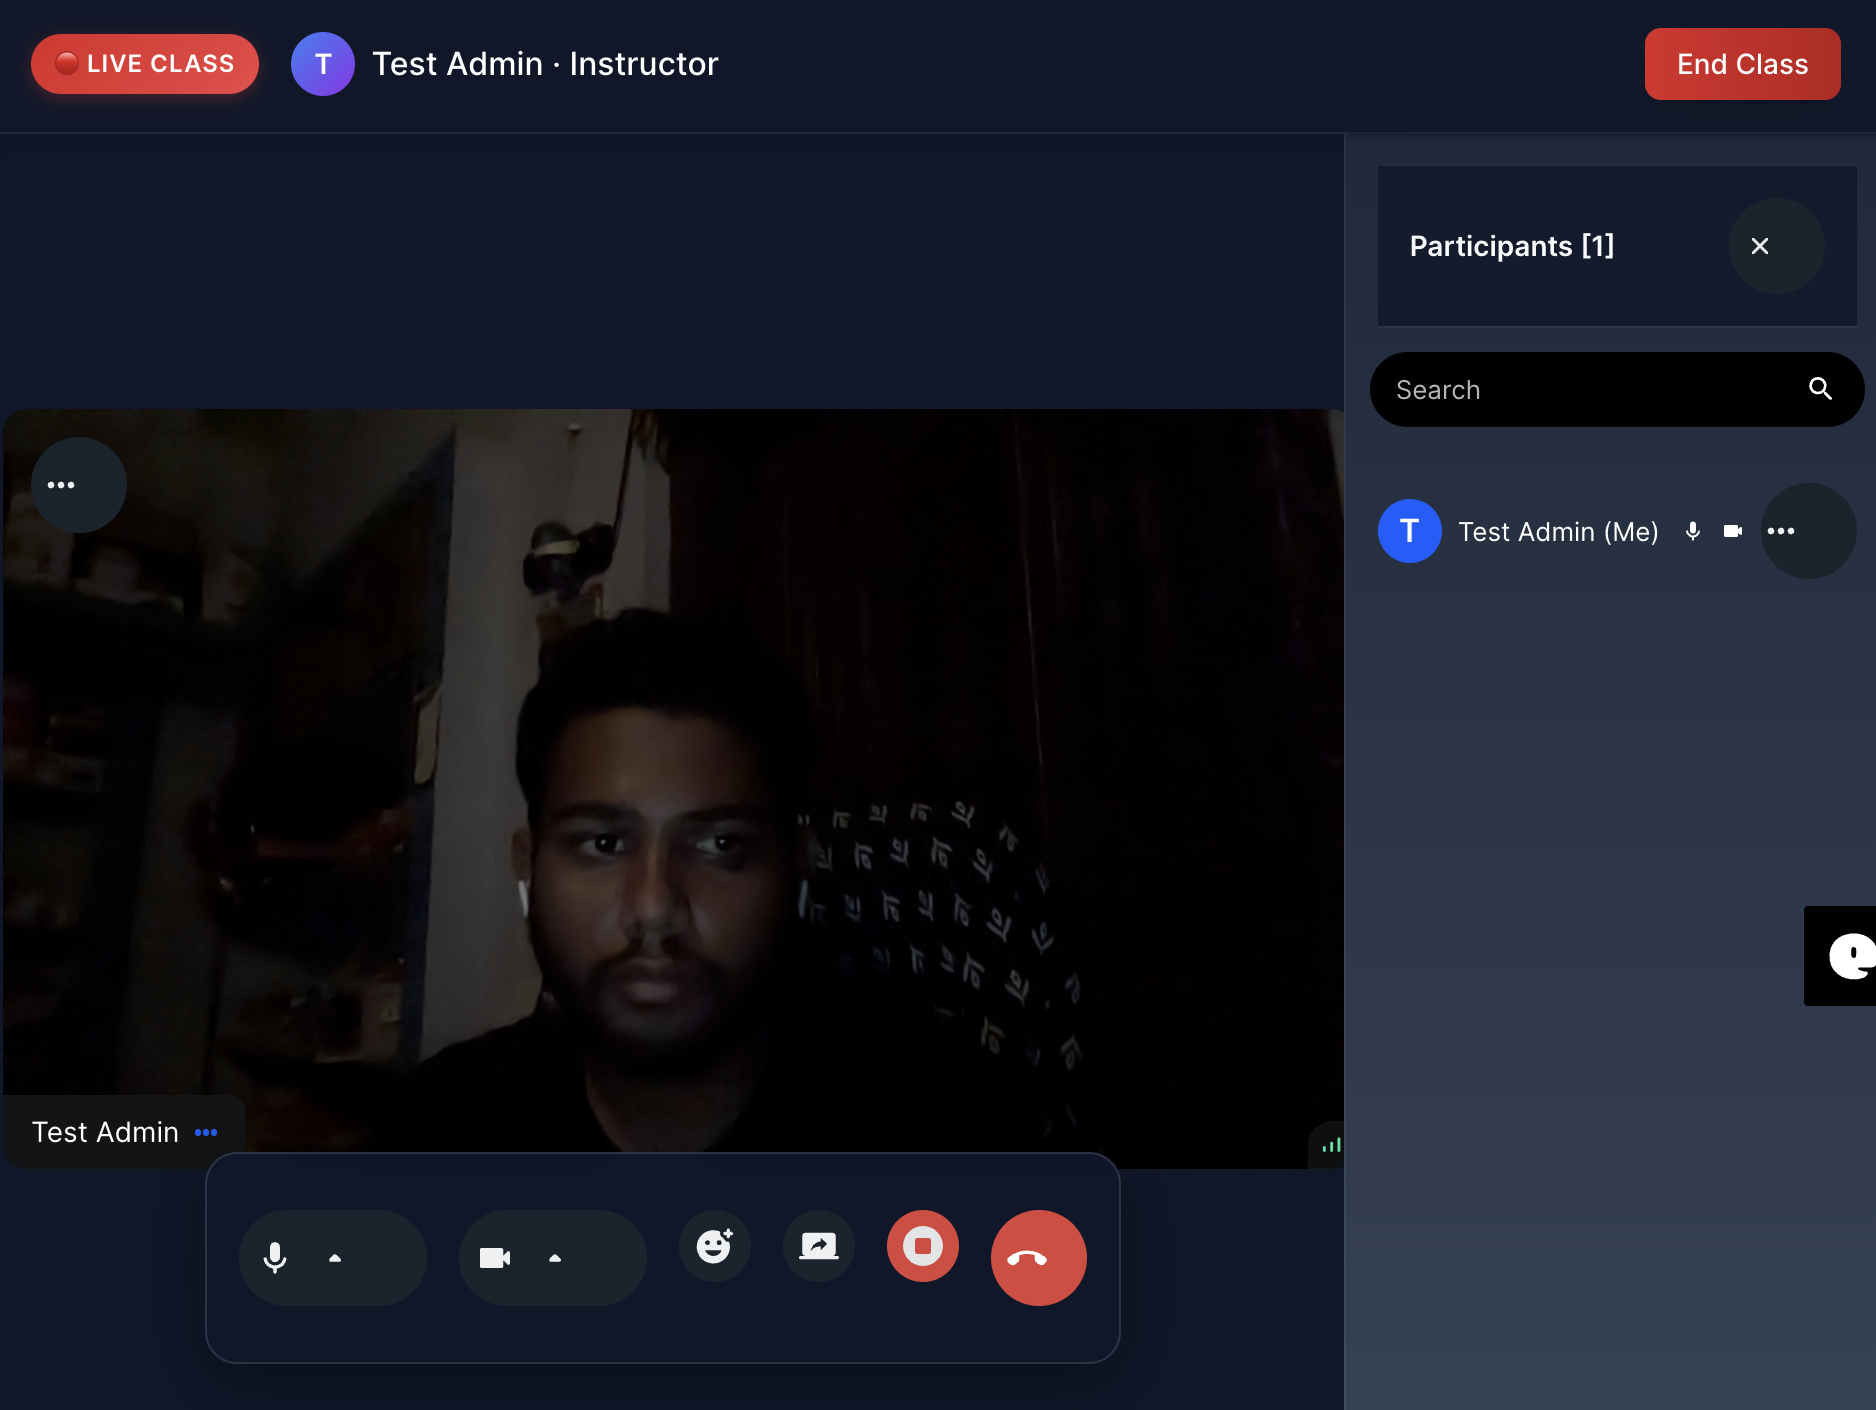 LIVE CLASS
T
Test Admin · Instructor
End Class
Participants [1]
Search
T
Test Admin (Me)
Test Admin